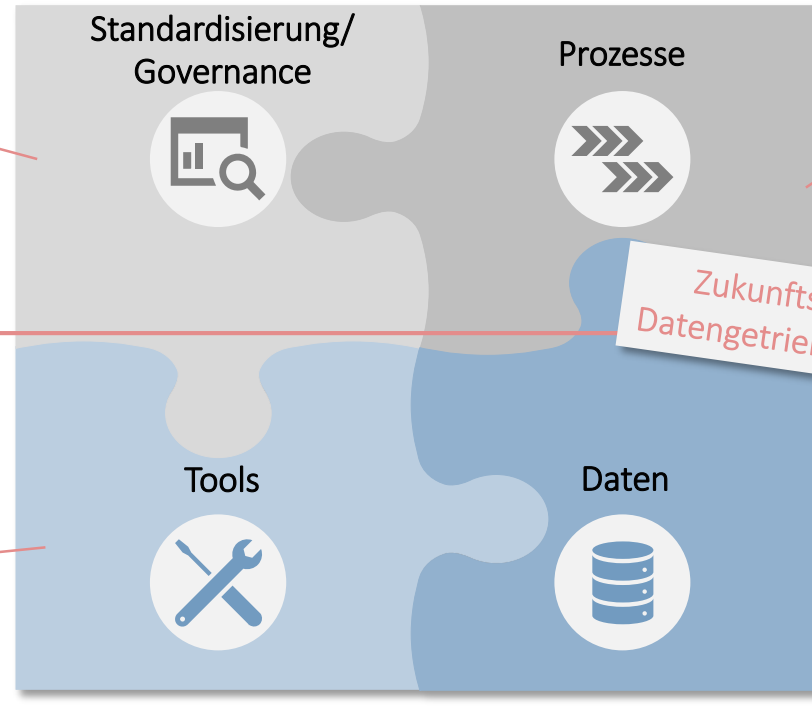 Standardisierung/
Governance
Prozesse
Tools
Daten